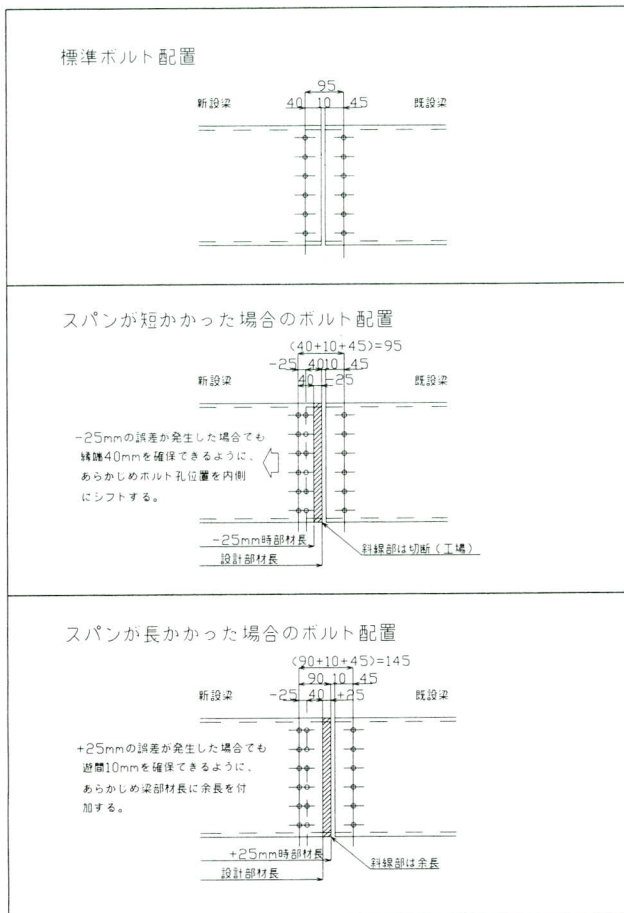 標準ボルト配置
95
新設梁 40 10 45 既設梁
スパンが短かかった場合のボルト配置
(40+10+45)=95
-25 40 10 45
新設梁 40 -25 既設梁
-25mmの誤差が発生した場合ても
縁端40mmを確保できるように、
あらかじめボルト孔位置を内側
にシフトする。
-25mm時部材長
設計部材長
斜線部は切断(工場)
スパンが長かかった場合のボルト配置
(90+10+45)=145
90 10 45
新設梁 -25 40 +25 既設梁
+25mmの誤差が発生した場合ても
遊間10mmを確保できるように、
あらかじめ梁部材長に余長を付
加する。
+25mm時部材長
設計部材長
斜線部は余長